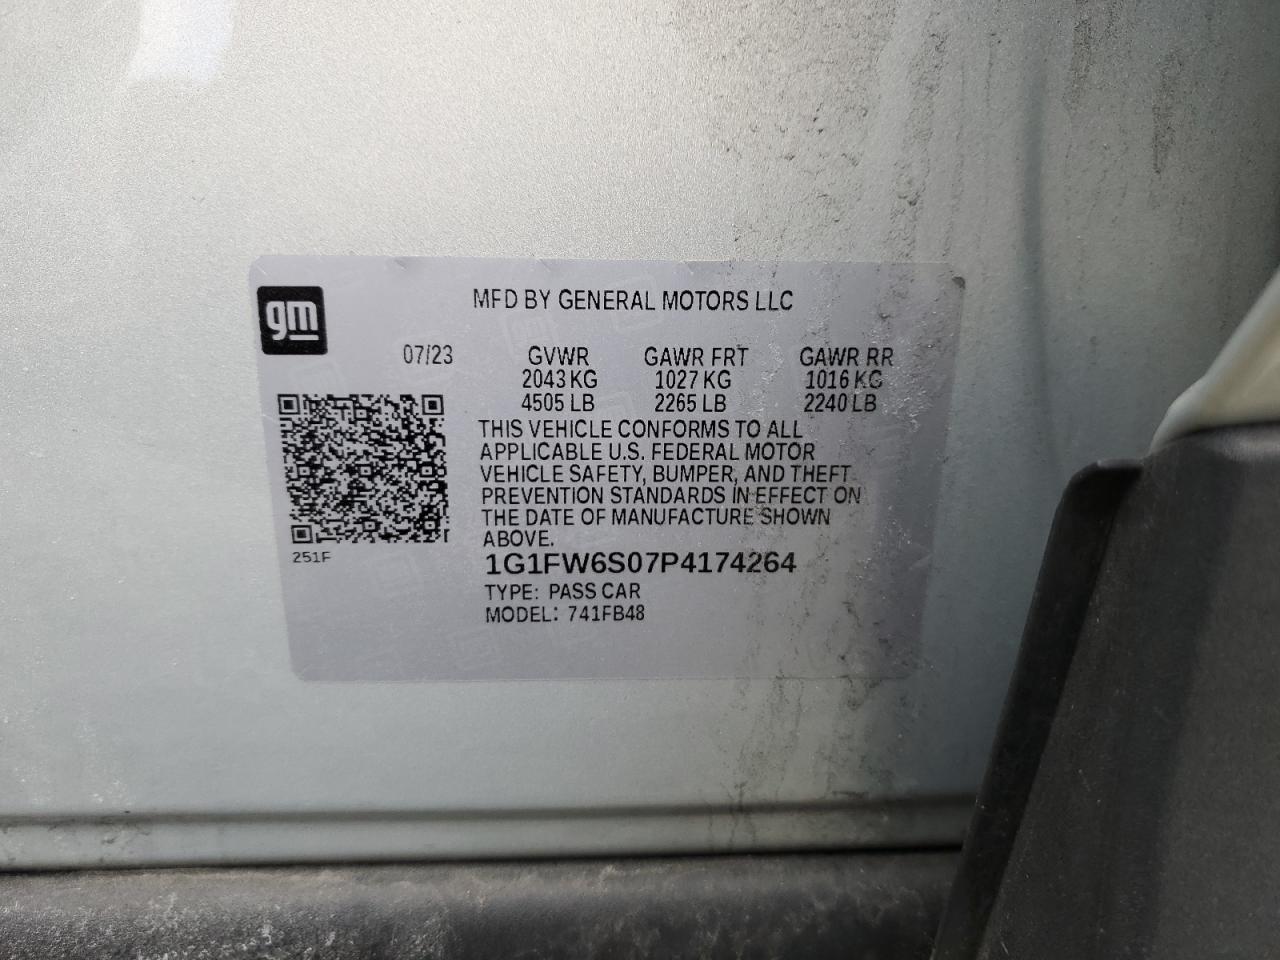 gm
MFD BY GENERAL MOTORS LLC
07/23 GVWR GAWR FRT GAWR RR
2043 KG 1027 KG 1016 KG
4505 LB 2265 LB 2240 LB
THIS VEHICLE CONFORMS TO ALL
APPLICABLE U.S. FEDERAL MOTOR
VEHICLE SAFETY, BUMPER, AND THEFT
PREVENTION STANDARDS IN EFFECT ON
THE DATE OF MANUFACTURE SHOWN
ABOVE.
251F
1G1FW6S07P4174264
TYPE: PASS CAR
MODEL: 741FB48